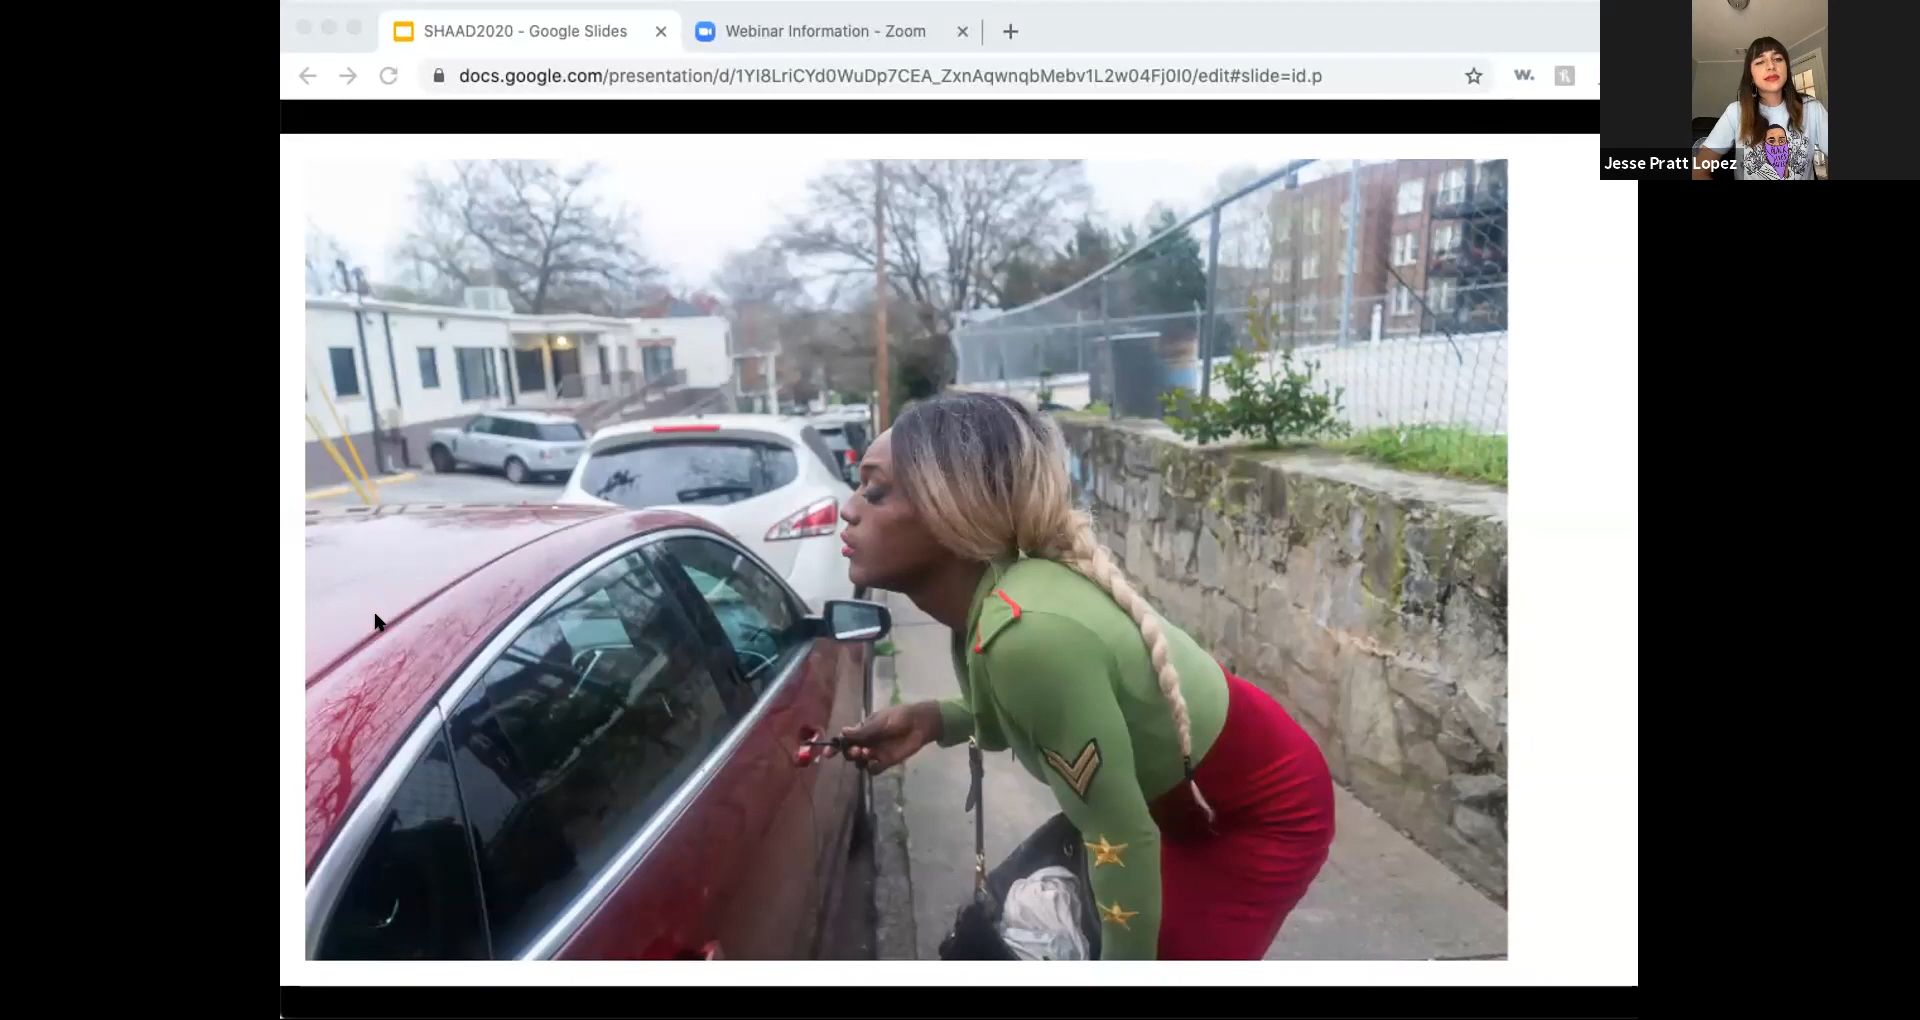 SHAAD2020 - Google Slides
Webinar Information - Zoom
docs.google.com/presentation/d/1YI8LriCYd0WuDp7CEA_ZxnAqwnqbMebv1L2w04Fj0I0/edit#slide=id.p
W.
Jesse Pratt Lopez